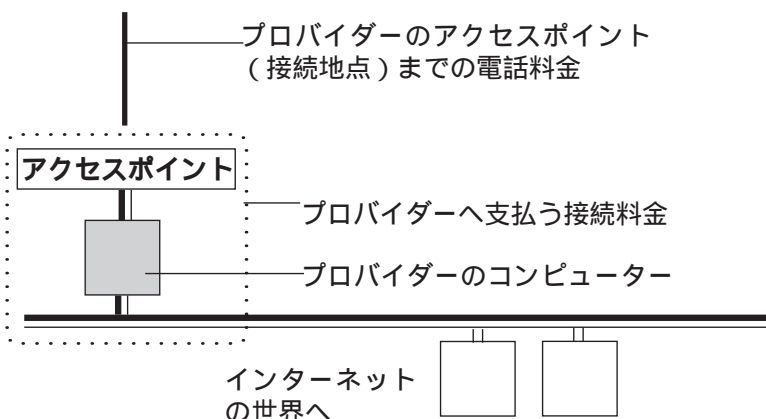 プロバイダーのアクセスポイント
(接続地点)までの電話料金
アクセスポイント
プロバイダーへ支払う接続料金
プロバイダーのコンピューター
インターネット
の世界へ